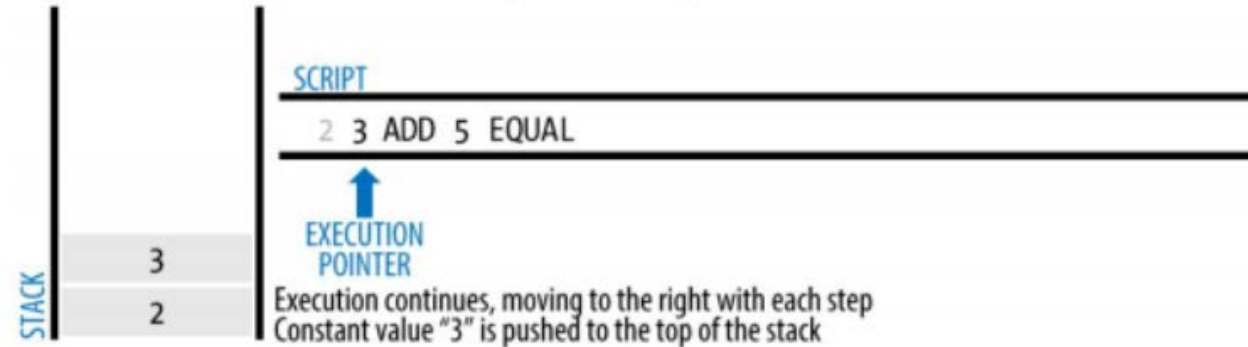 SCRIPT
2 3 ADD 5 EQUAL
EXECUTION
POINTER
3
2
STACK
Execution continues, moving to the right with each step
Constant value “3” is pushed to the top of the stack